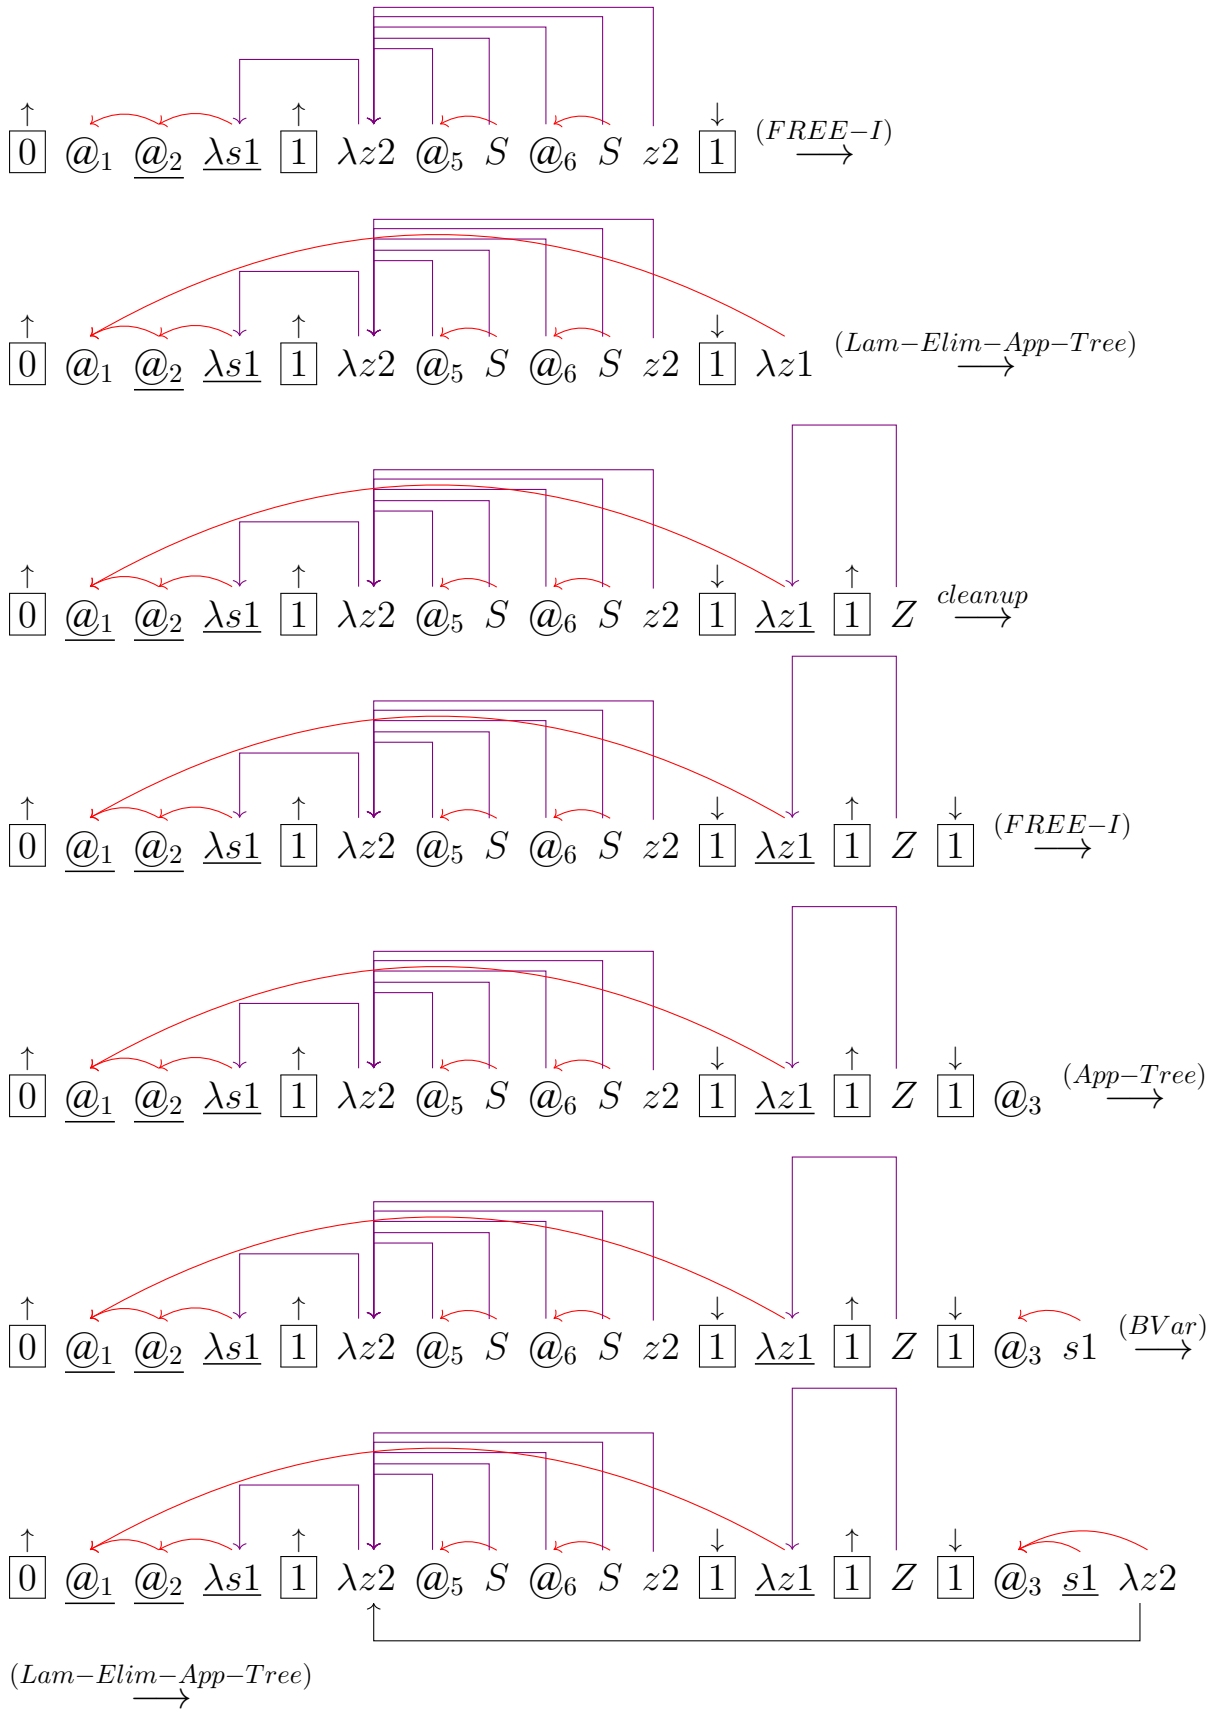 ↑ ↑ ↓
0 @₁ @₂ λs1 1 λz2 @₅ S @₆ S z2 1 (FREE−I) ⟶
↑ ↑ ↓
0 @₁ @₂ λs1 1 λz2 @₅ S @₆ S z2 1 λz1 (Lam−Elim−App−Tree) ⟶
↑ ↑ ↓ ↑
0 @₁ @₂ λs1 1 λz2 @₅ S @₆ S z2 1 λz1 1 Z cleanup ⟶
↑ ↑ ↓ ↑ ↓
0 @₁ @₂ λs1 1 λz2 @₅ S @₆ S z2 1 λz1 1 Z 1 (FREE−I) ⟶
↑ ↑ ↓ ↑ ↓
0 @₁ @₂ λs1 1 λz2 @₅ S @₆ S z2 1 λz1 1 Z 1 @₃ (App−Tree) ⟶
↑ ↑ ↓ ↑ ↓
0 @₁ @₂ λs1 1 λz2 @₅ S @₆ S z2 1 λz1 1 Z 1 @₃ s1 (BVar) ⟶
↑ ↑ ↓ ↑ ↓
0 @₁ @₂ λs1 1 λz2 @₅ S @₆ S z2 1 λz1 1 Z 1 @₃ s1 λz2
(Lam−Elim−App−Tree) ⟶